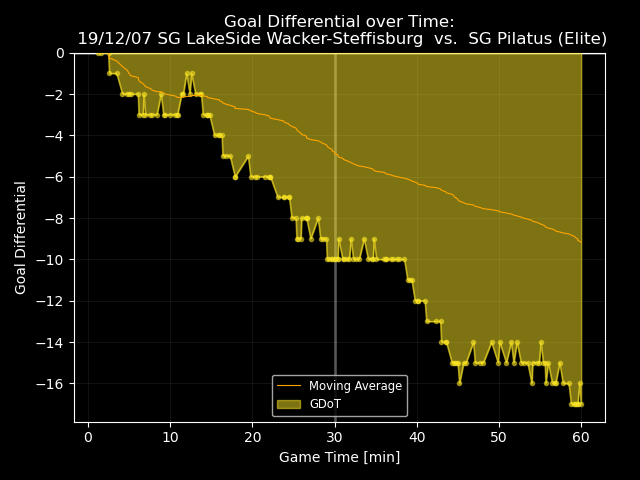 Goal Differential over Time:
19/12/07 SG LakeSide Wacker-Steffisburg  vs.  SG Pilatus (Elite)
Goal Differential
0
−2
−4
−6
−8
−10
−12
−14
−16
Moving Average
GDoT
0 10 20 30 40 50 60
Game Time [min]